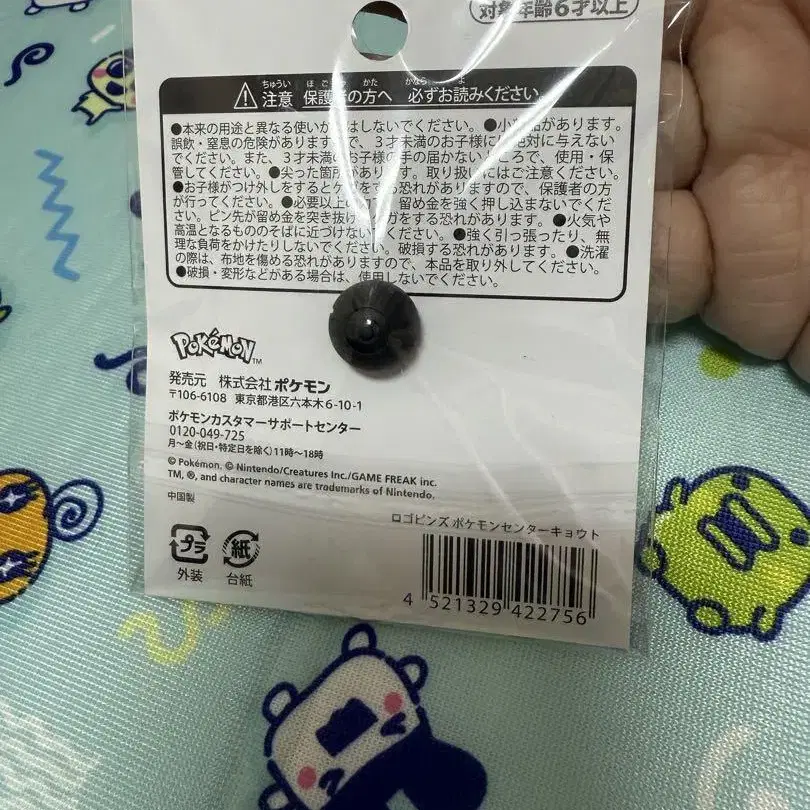 対象年齢6才以上
ちゅうい ほごしゃ かた かなら よ
注意 保護者の方へ 必ずお読みください。
●本来の用途と異なる使いかたはしないでください。●小部品があります。
誤飲・窒息の危険がありますので、3才未満のお子様には絶対に与えない
でください。また、3才未満のお子様の手の届かないところで、使用・保
管してください。●尖った箇所があります。取り扱いにはご注意ください。
●お子様がつけ外しをするとケガをする恐れがありますので、保護者の方
が行ってください。●必要以上の力で、留め金を強く押し込まないでくだ
さい。ピン先が留め金を突き抜け、ケガをする恐れがあります。●火気や
高温となるもののそばに近づけないでください。●強く引っ張ったり、無
理な負荷をかけたりしないでください。破損する恐れがあります。●洗濯
の際は、布地を傷める恐れがありますので、本品を取り外してください。
●破損・変形などがある場合は、使用しないでください。
POKéMON TM
発売元 株式会社ポケモン
〒106-6108 東京都港区六本木6-10-1
ポケモンカスタマーサポートセンター
0120-049-725
月～金(祝日・特定日を除く)11時～18時
© Pokémon. © Nintendo/Creatures Inc./GAME FREAK inc.
TM, ®, and character names are trademarks of Nintendo.
中国製
ロゴピンズ ポケモンセンターキョウト
プラ 紙
外装 台紙
4 521329 422756